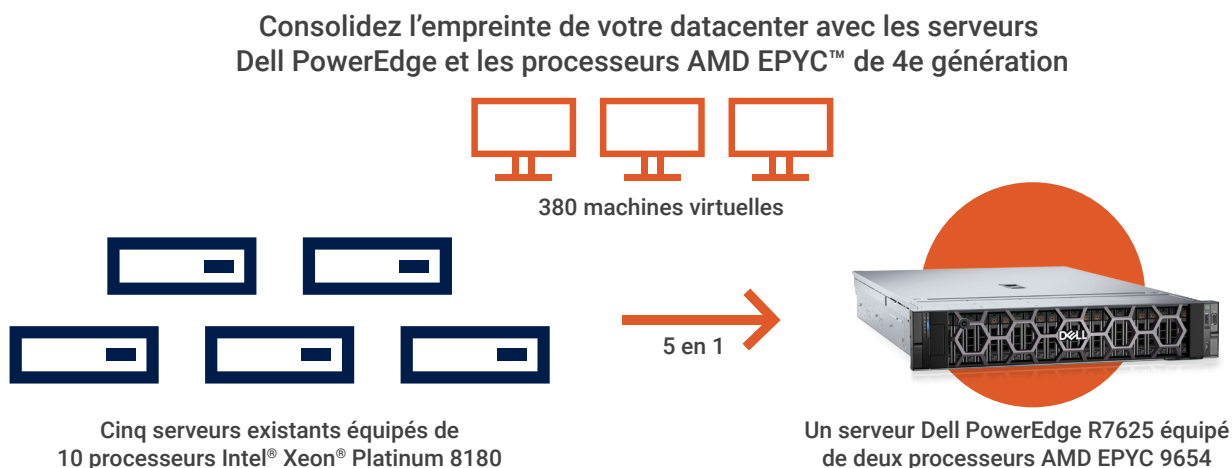 Consolidez l’empreinte de votre datacenter avec les serveurs
Dell PowerEdge et les processeurs AMD EPYC™ de 4e génération
380 machines virtuelles
5 en 1
DELL
Cinq serveurs existants équipés de
10 processeurs Intel® Xeon® Platinum 8180
Un serveur Dell PowerEdge R7625 équipé
de deux processeurs AMD EPYC 9654